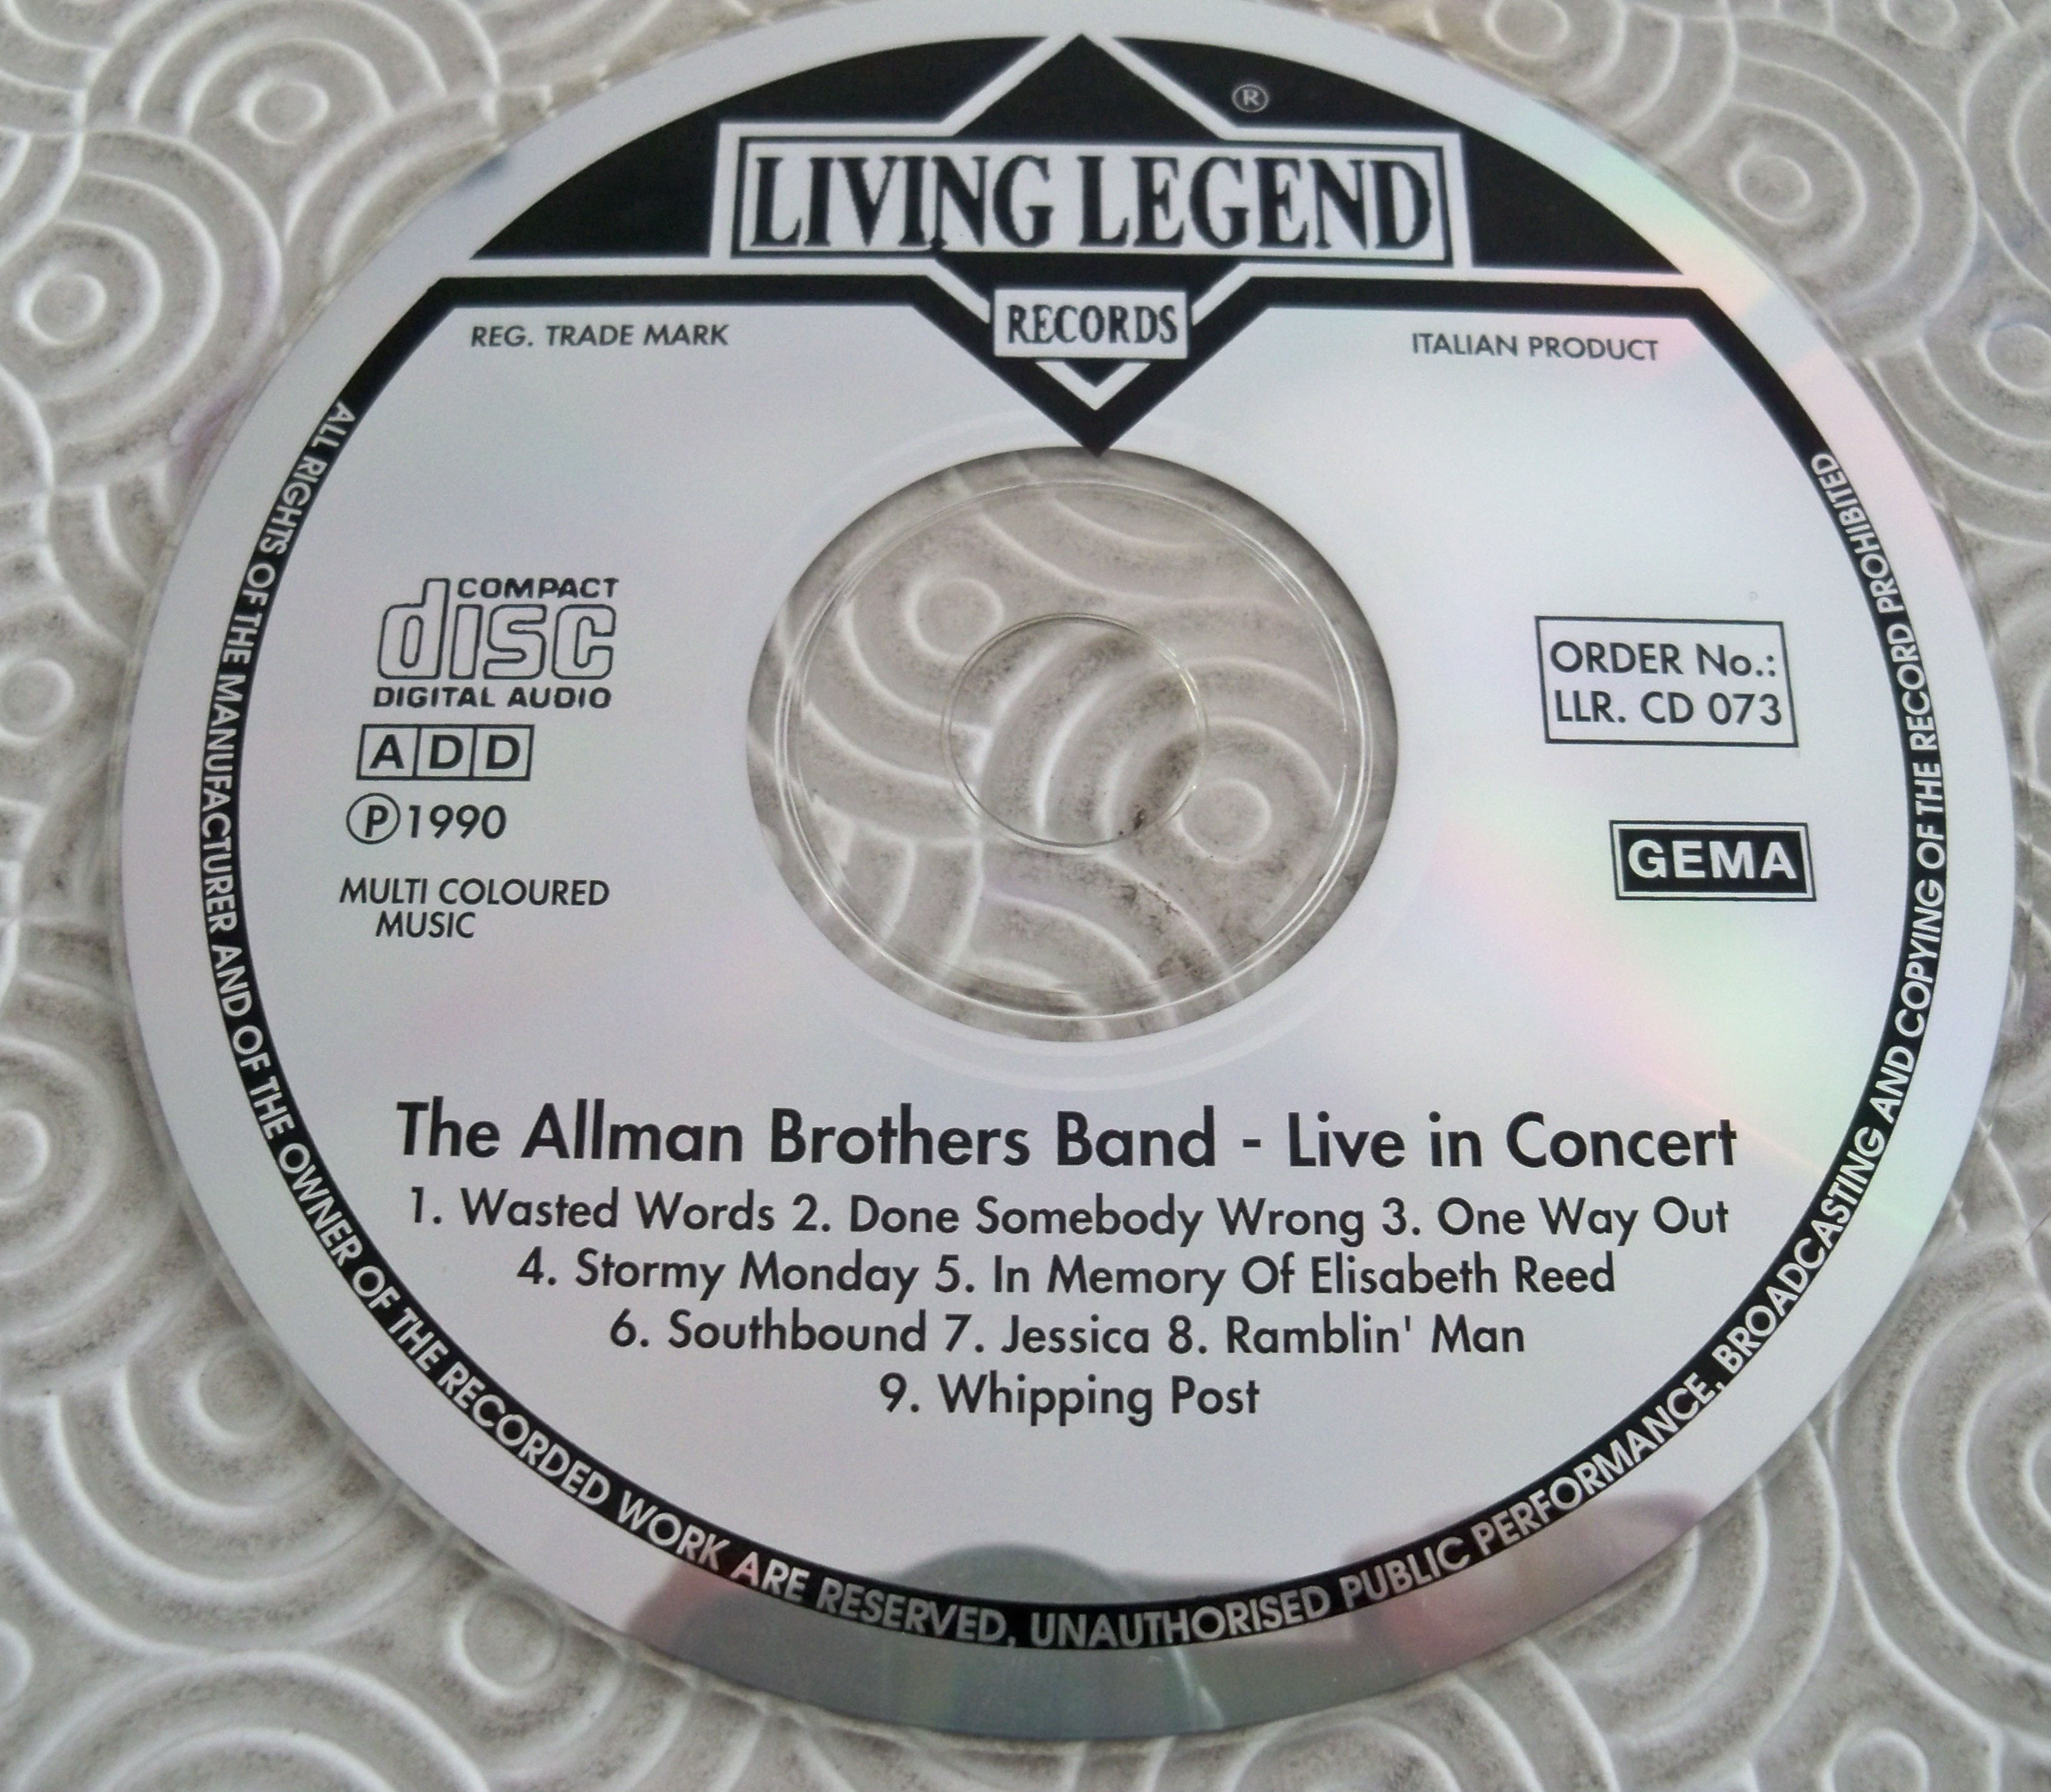 ®
LIVING LEGEND
RECORDS
REG. TRADE MARK
ITALIAN PRODUCT
COMPACT
disc
DIGITAL AUDIO
ADD
Ⓟ1990
MULTI COLOURED
MUSIC
ORDER No.:
LLR. CD 073
GEMA
The Allman Brothers Band - Live in Concert
1. Wasted Words 2. Done Somebody Wrong 3. One Way Out
4. Stormy Monday 5. In Memory Of Elisabeth Reed
6. Southbound 7. Jessica 8. Ramblin' Man
9. Whipping Post
ALL RIGHTS OF THE MANUFACTURER AND OF THE OWNER OF THE RECORDED WORK ARE RESERVED, UNAUTHORISED PUBLIC PERFORMANCE, BROADCASTING AND COPYING OF THE RECORD PROHIBITED